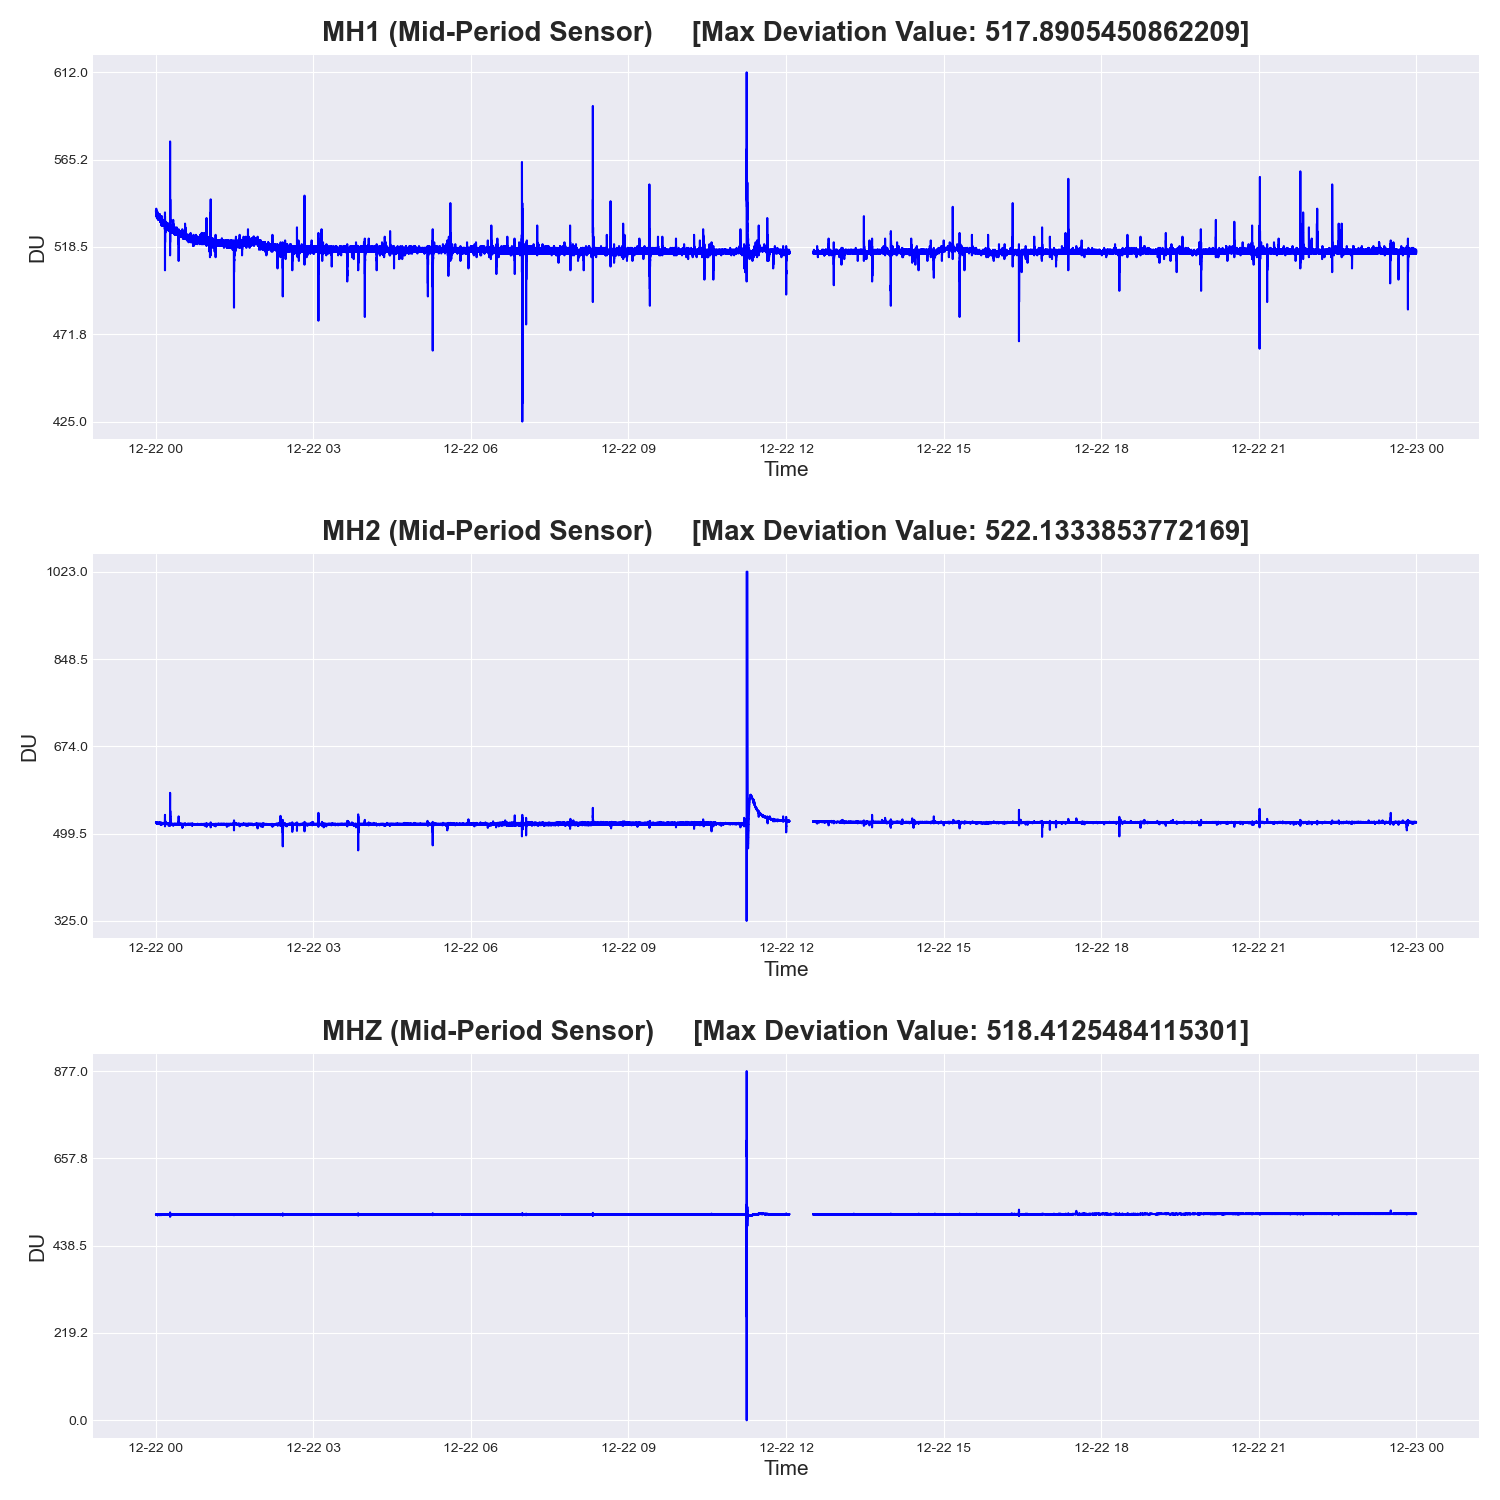 MH1 (Mid-Period Sensor) [Max Deviation Value: 517.8905450862209]
612.0
565.2
518.5
471.8
425.0
DU
12-22 00 12-22 03 12-22 06 12-22 09 12-22 12 12-22 15 12-22 18 12-22 21 12-23 00
Time
MH2 (Mid-Period Sensor) [Max Deviation Value: 522.1333853772169]
1023.0
848.5
674.0
499.5
325.0
DU
12-22 00 12-22 03 12-22 06 12-22 09 12-22 12 12-22 15 12-22 18 12-22 21 12-23 00
Time
MHZ (Mid-Period Sensor) [Max Deviation Value: 518.4125484115301]
877.0
657.8
438.5
219.2
0.0
DU
12-22 00 12-22 03 12-22 06 12-22 09 12-22 12 12-22 15 12-22 18 12-22 21 12-23 00
Time